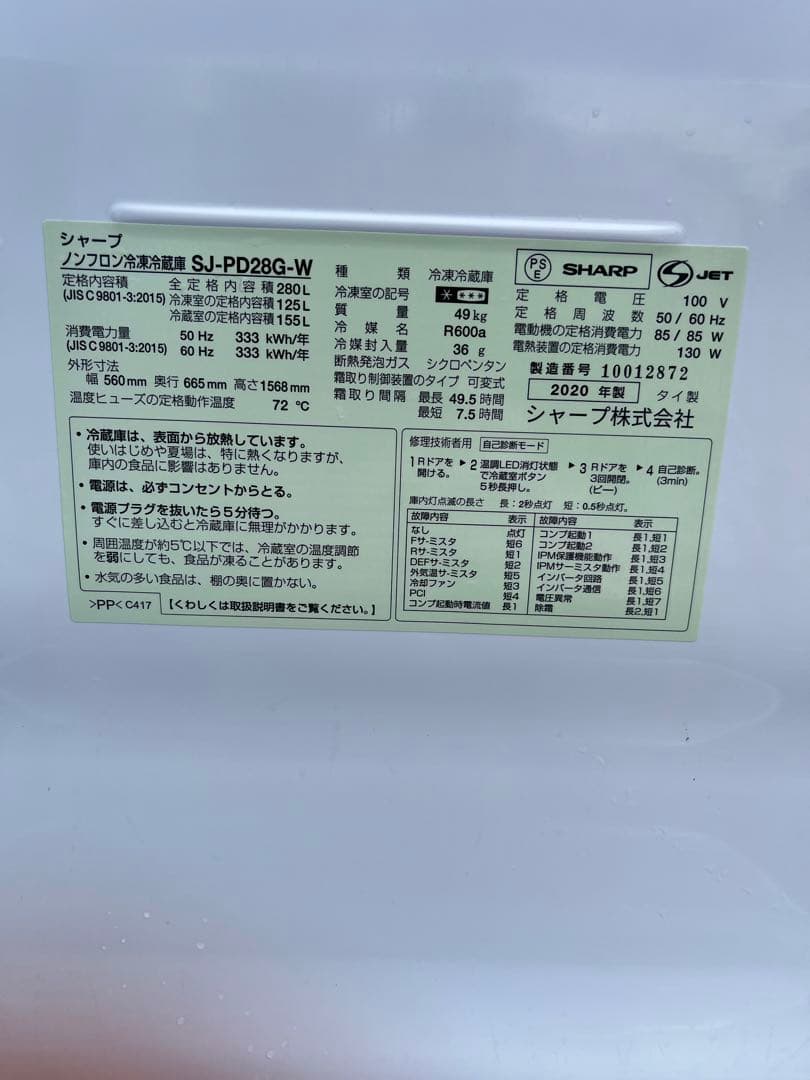 シャープ
ノンフロン冷凍冷蔵庫 SJ-PD28G-W
定格内容積 全定格内容積 280L
(JIS C 9801-3:2015) 冷凍室の定格内容積 125L
冷蔵室の定格内容積 155L
消費電力量 50 Hz 333 kWh/年
(JIS C 9801-3:2015) 60 Hz 333 kWh/年
外形寸法
幅 560mm 奥行 665mm 高さ1568mm
温度ヒューズの定格動作温度 72 ℃
種類 冷凍冷蔵庫
冷凍室の記号 * ***
質量 49kg
冷媒名 R600a
冷媒封入量 36 g
断熱発泡ガス シクロペンタン
霜取り制御装置のタイプ 可変式
霜取り間隔 最長 49.5時間
最短 7.5時間
PSE SHARP S JET
定格電圧 100 V
定格周波数 50/60 Hz
電動機の定格消費電力 85/85 W
電熱装置の定格消費電力 130 W
製造番号 10012872
2020 年製 タイ製
シャープ株式会社
・冷蔵庫は、表面から放熱しています。
使いはじめや夏場は、特に熱くなりますが、
庫内の食品に影響はありません。
・電源は、必ずコンセントからとる。
・電源プラグを抜いたら5分待つ。
すぐに差し込むと冷蔵庫に無理がかかります。
・周囲温度が約5℃以下では、冷蔵室の温度調節
を弱にしても、食品が凍ることがあります。
・水気の多い食品は、棚の奥に置かない。
>PP< C417 【くわしくは取扱説明書をご覧ください。】
修理技術者用 自己診断モード
1 Rドアを開ける。 ▶ 2 温調LED消灯状態で冷蔵室ボタン5秒長押し。 ▶ 3 Rドアを3回開閉。(ピー) ▶ 4 自己診断。(3min)
庫内灯点滅の長さ 長：2秒点灯 短：0.5秒点灯。
故障内容 表示 故障内容 表示
なし 点灯 コンプ起動1 長1,短1
Fサーミスタ 短6 コンプ起動2 長1,短2
Rサーミスタ 短1 IPM保護機能動作 長1,短3
DEFサーミスタ 短2 IPMサーミスタ動作 長1,短4
外気温サーミスタ 短5 インバータ回路 長1,短5
冷却ファン 短3 インバータ通信 長1,短6
PCI 短4 電圧異常 長1,短7
コンプ起動時電流値 長1 除霜 長2,短1